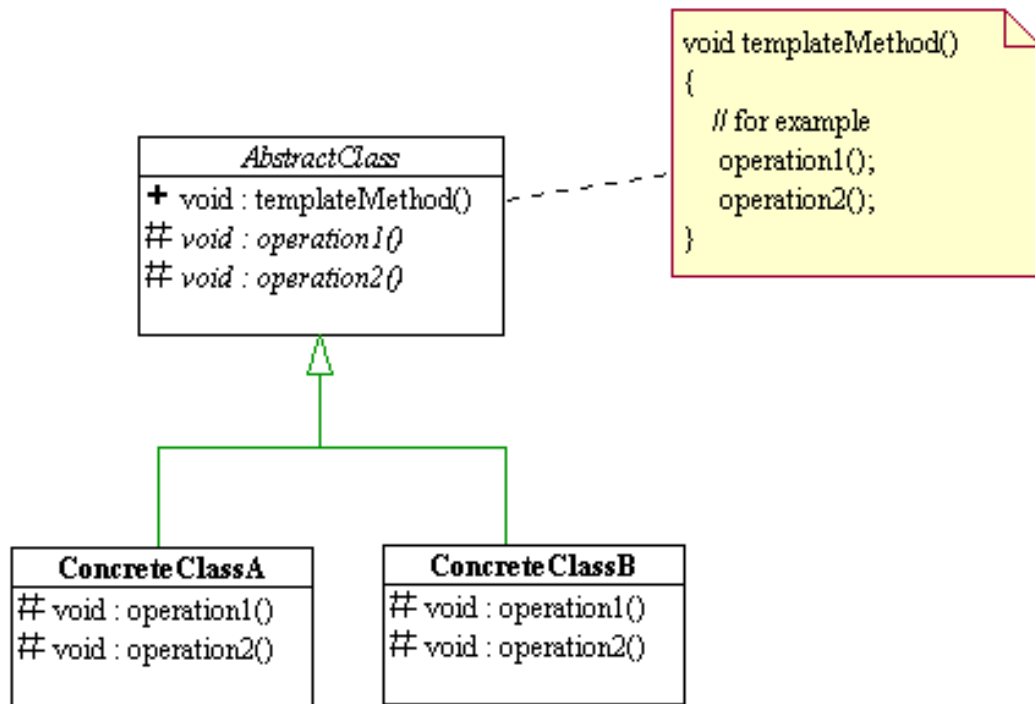 void templateMethod()
{
// for example
operation1();
operation2();
}
AbstractClass
+ void : templateMethod()
# void : operation1()
# void : operation2()
ConcreteClassA
# void : operation1()
# void : operation2()
ConcreteClassB
# void : operation1()
# void : operation2()